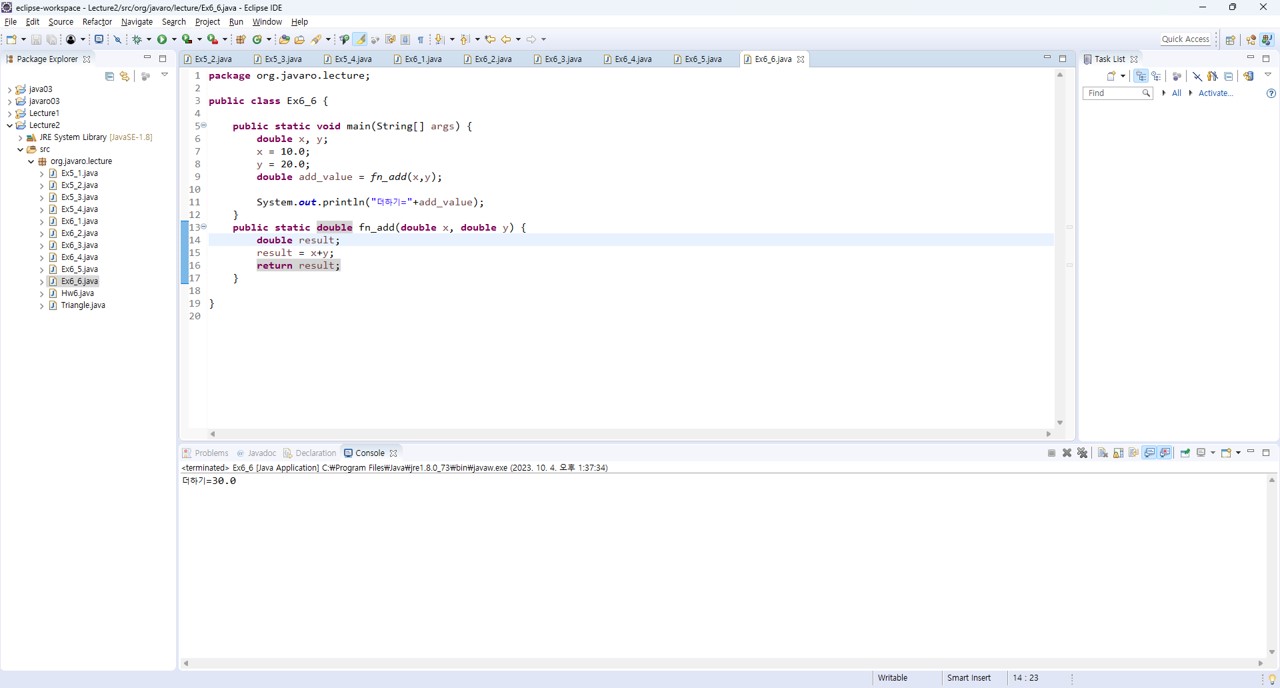 eclipse-workspace - Lecture2/src/org/javaro/lecture/Ex6_6.java - Eclipse IDE
File Edit Source Refactor Navigate Search Project Run Window Help
Quick Access
Package Explorer
java03
javaro03
Lecture1
Lecture2
JRE System Library [JavaSE-1.8]
src
org.javaro.lecture
Ex5_1.java
Ex5_2.java
Ex5_3.java
Ex5_4.java
Ex6_1.java
Ex6_2.java
Ex6_3.java
Ex6_4.java
Ex6_5.java
Ex6_6.java
Hw6.java
Triangle.java
Ex5_2.java Ex5_3.java Ex5_4.java Ex6_1.java Ex6_2.java Ex6_3.java Ex6_4.java Ex6_5.java Ex6_6.java
1 package org.javaro.lecture;
2
3 public class Ex6_6 {
4
5 public static void main(String[] args) {
6 double x, y;
7 x = 10.0;
8 y = 20.0;
9 double add_value = fn_add(x,y);
10
11 System.out.println("더하기="+add_value);
12 }
13 public static double fn_add(double x, double y) {
14 double result;
15 result = x+y;
16 return result;
17 }
18
19 }
20
Task List
Find All Activate...
Problems Javadoc Declaration Console
<terminated> Ex6_6 [Java Application] C:₩Program Files₩Java₩jre1.8.0_73₩bin₩javaw.exe (2023. 10. 4. 오후 1:37:34)
더하기=30.0
Writable Smart Insert 14 : 23